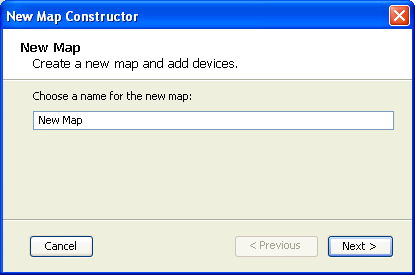 New Map Constructor
New Map
Create a new map and add devices.
Choose a name for the new map:
New Map
Cancel
< Previous
Next >